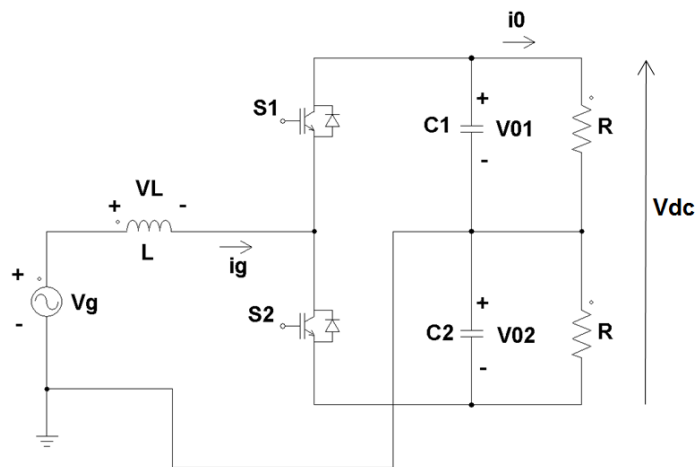 i0
S1
+
C1
V01
-
R
VL
+
-
L
ig
Vdc
+
Vg
-
S2
+
C2
V02
-
R